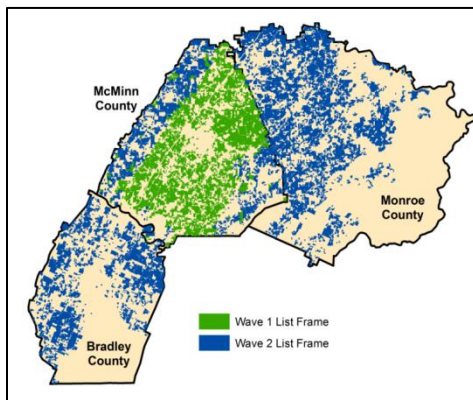 McMinn
County
Monroe
County
Wave 1 List Frame
Wave 2 List Frame
Bradley
County